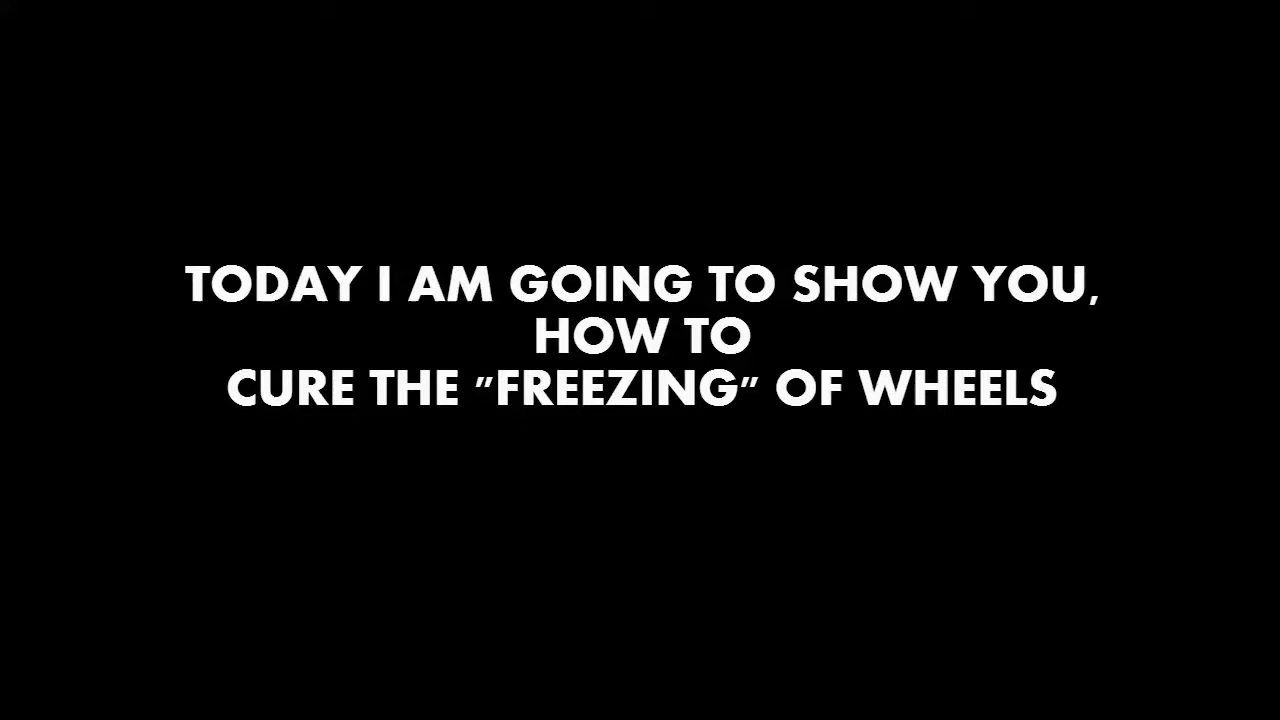 TODAY I AM GOING TO SHOW YOU,
HOW TO
CURE THE "FREEZING" OF WHEELS